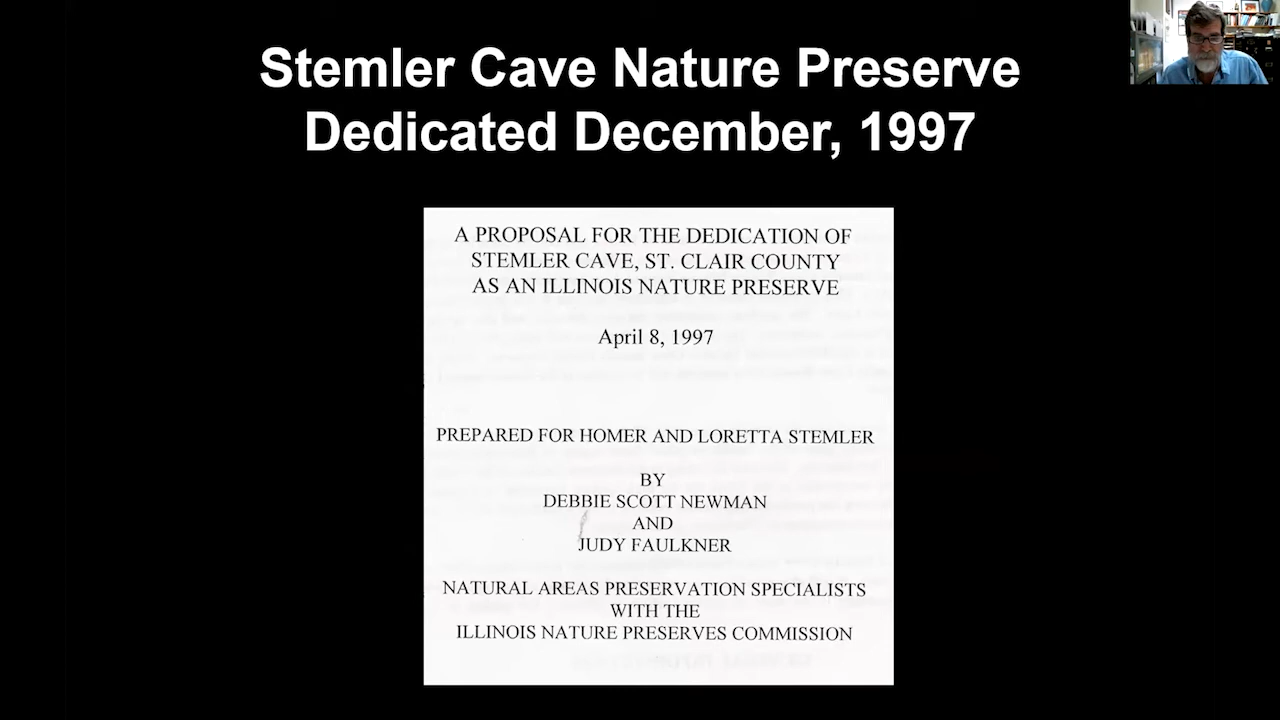 Stemler Cave Nature Preserve
Dedicated December, 1997
A PROPOSAL FOR THE DEDICATION OF
STEMLER CAVE, ST. CLAIR COUNTY
AS AN ILLINOIS NATURE PRESERVE
April 8, 1997
PREPARED FOR HOMER AND LORETTA STEMLER
BY
DEBBIE SCOTT NEWMAN
AND
JUDY FAULKNER
NATURAL AREAS PRESERVATION SPECIALISTS
WITH THE
ILLINOIS NATURE PRESERVES COMMISSION